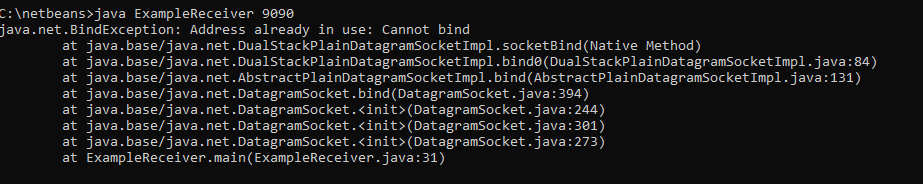 C:\netbeans>java ExampleReceiver 9090
java.net.BindException: Address already in use: Cannot bind
        at java.base/java.net.DualStackPlainDatagramSocketImpl.socketBind(Native Method)
        at java.base/java.net.DualStackPlainDatagramSocketImpl.bind0(DualStackPlainDatagramSocketImpl.java:84)
        at java.base/java.net.AbstractPlainDatagramSocketImpl.bind(AbstractPlainDatagramSocketImpl.java:131)
        at java.base/java.net.DatagramSocket.bind(DatagramSocket.java:394)
        at java.base/java.net.DatagramSocket.<init>(DatagramSocket.java:244)
        at java.base/java.net.DatagramSocket.<init>(DatagramSocket.java:301)
        at java.base/java.net.DatagramSocket.<init>(DatagramSocket.java:273)
        at ExampleReceiver.main(ExampleReceiver.java:31)